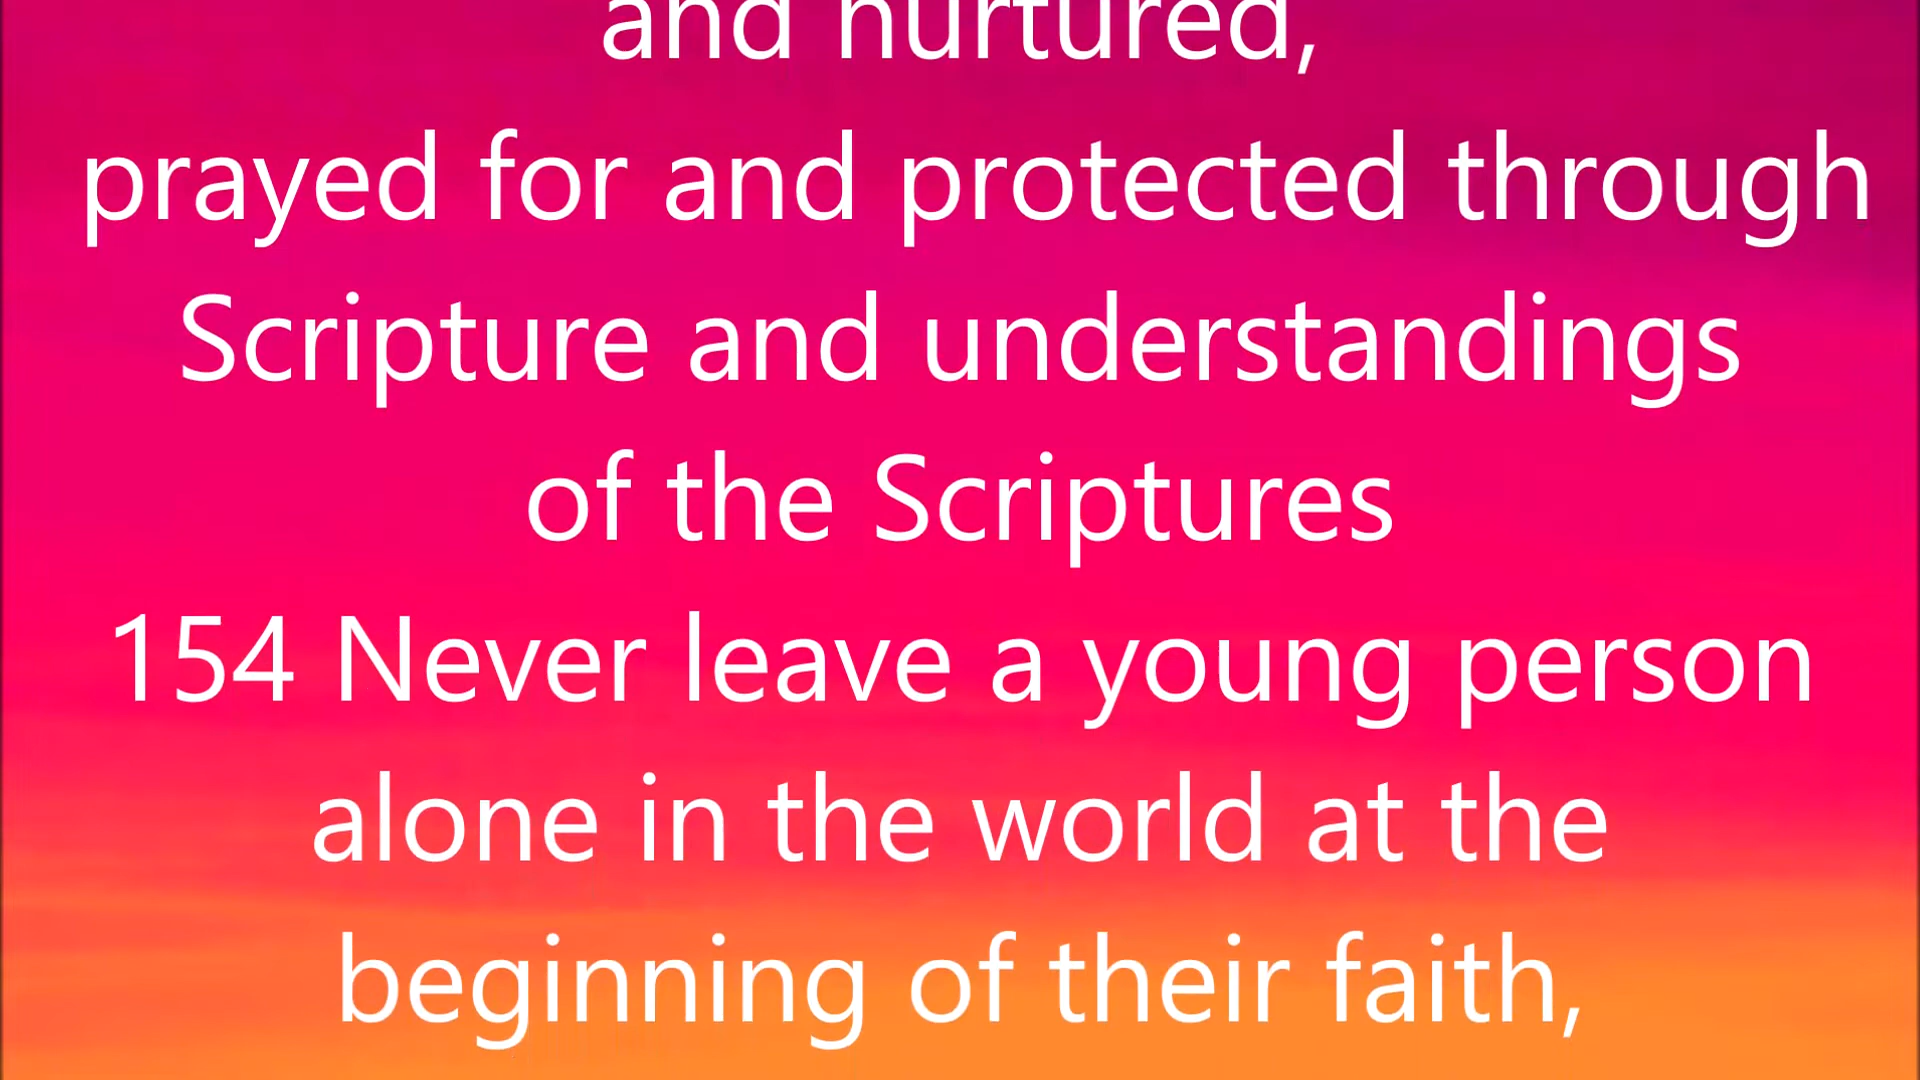 and nurtured,
prayed for and protected through
Scripture and understandings
of the Scriptures
154 Never leave a young person
alone in the world at the
beginning of their faith,